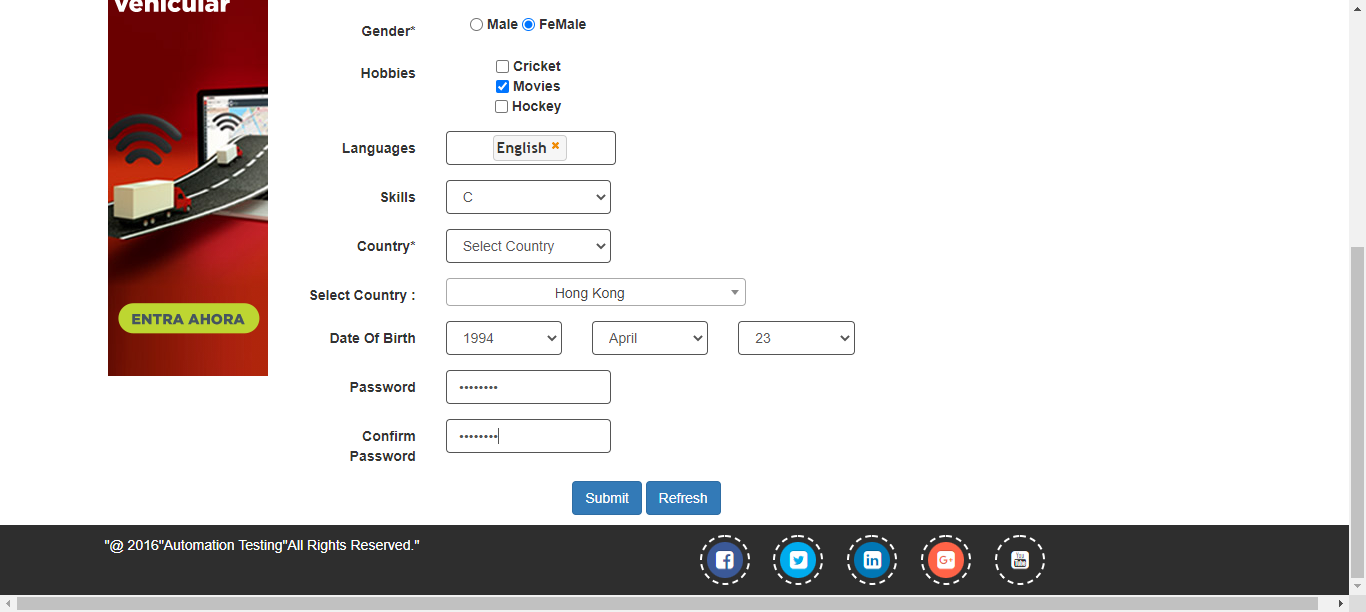 vehicular
Gender*
Male FeMale
Hobbies
Cricket
Movies
Hockey
Languages
English ×
Skills
C
Country*
Select Country
Select Country :
Hong Kong
Date Of Birth
1994 April 23
Password
••••••••
Confirm
Password
••••••••
ENTRA AHORA
Submit Refresh
"@ 2016"Automation Testing"All Rights Reserved."
f in G+ You Tube